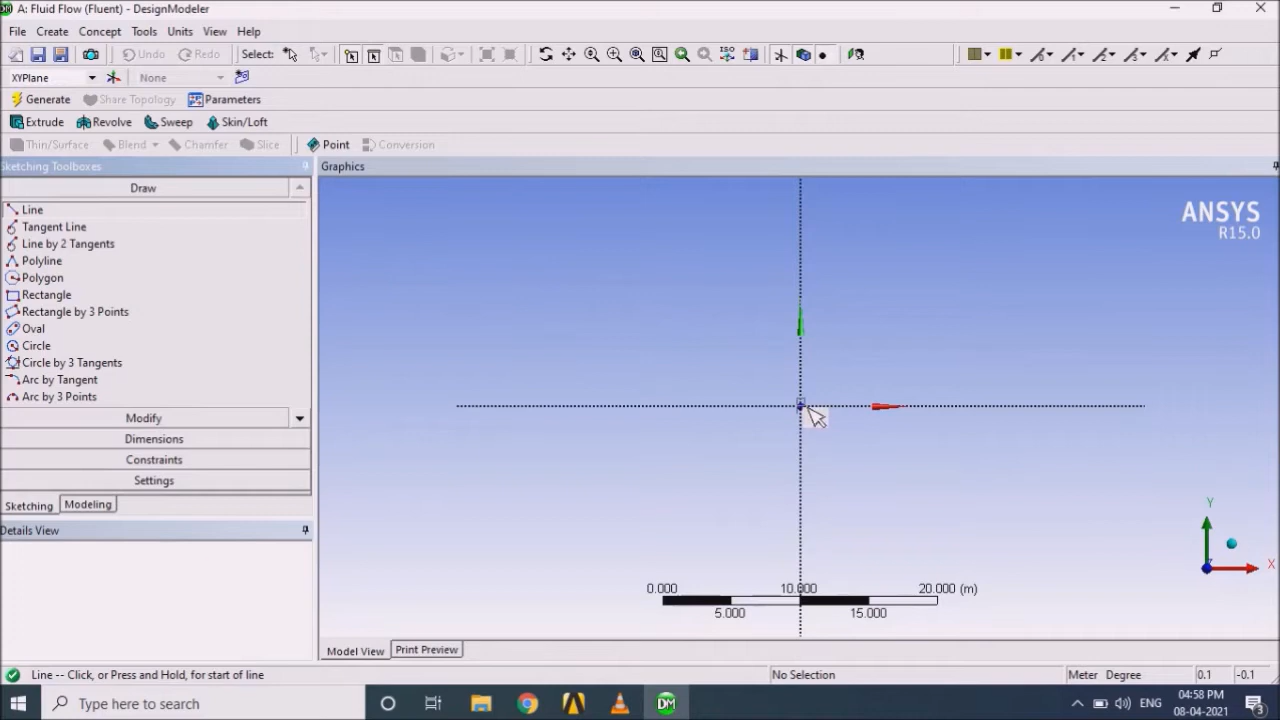 A: Fluid Flow (Fluent) - DesignModeler
File Create Concept Tools Units View Help
Undo Redo Select:
XYPlane None
Generate Share Topology Parameters
Extrude Revolve Sweep Skin/Loft
Thin/Surface Blend Chamfer Slice Point Conversion
Sketching Toolboxes
Draw
Line
Tangent Line
Line by 2 Tangents
Polyline
Polygon
Rectangle
Rectangle by 3 Points
Oval
Circle
Circle by 3 Tangents
Arc by Tangent
Arc by 3 Points
Modify
Dimensions
Constraints
Settings
Sketching Modeling
Details View
Graphics
ANSYS
R15.0
Y
X
0.000 10.000 20.000 (m)
5.000 15.000
Model View Print Preview
Line -- Click, or Press and Hold, for start of line No Selection Meter Degree 0.1 -0.1
Type here to search
DM
ENG
04:58 PM
08-04-2021
3